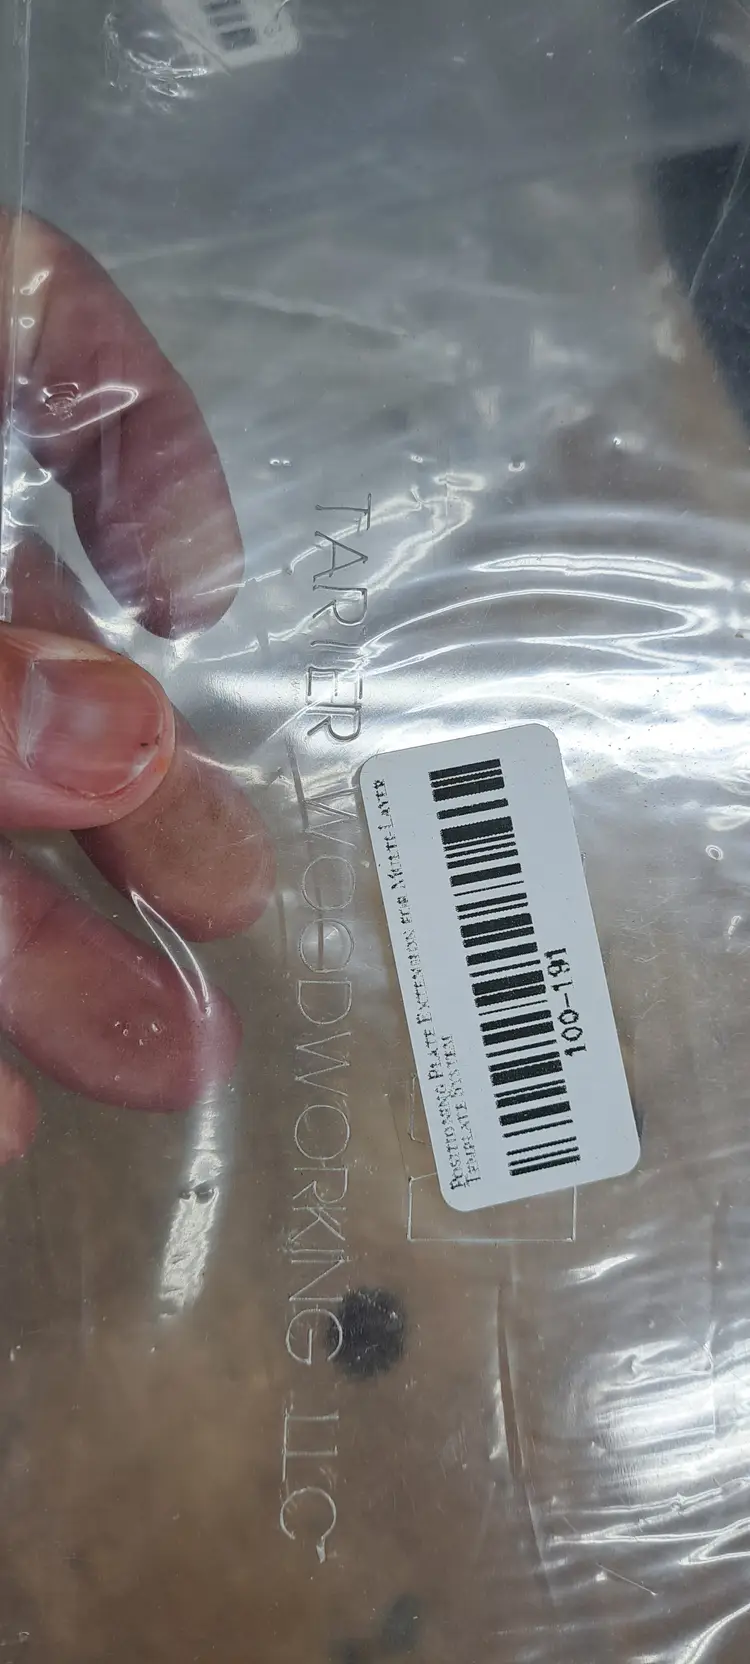 TARTER WOODWORKING LLC
Positioning Plate Extension for Multi-Layer
Template System
100-191